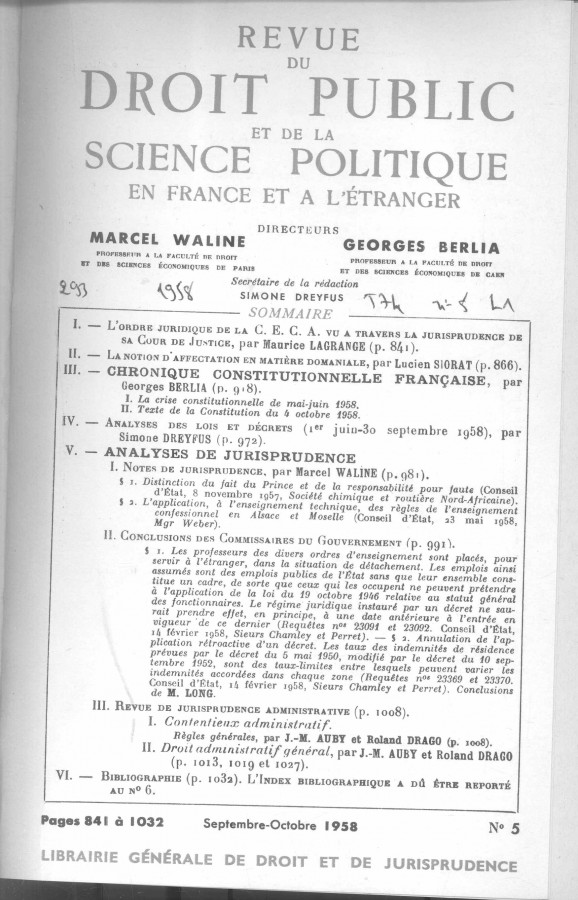 REVUE
DU
DROIT PUBLIC
ET DE LA
SCIENCE POLITIQUE
EN FRANCE ET A L'ÉTRANGER
DIRECTEURS
MARCEL WALINE
PROFESSEUR A LA FACULTÉ DE DROIT
ET DES SCIENCES ÉCONOMIQUES DE PARIS
GEORGES BERLIA
PROFESSEUR A LA FACULTÉ DE DROIT
ET DES SCIENCES ÉCONOMIQUES DE CAEN
Secrétaire de la rédaction
SIMONE DREYFUS
293 1958 T74 n-5 L1
SOMMAIRE
I. — L'ORDRE JURIDIQUE DE LA C. E. C. A. VU A TRAVERS LA JURISPRUDENCE DE
SA COUR DE JUSTICE, par Maurice LAGRANGE (p. 841).
II. — LA NOTION D'AFFECTATION EN MATIÈRE DOMANIALE, par Lucien SIORAT (p. 866).
III. — CHRONIQUE CONSTITUTIONNELLE FRANÇAISE, par
Georges BERLIA (p. 918).
I. La crise constitutionnelle de mai-juin 1958.
II. Texte de la Constitution du 4 octobre 1958.
IV. — ANALYSES DES LOIS ET DÉCRETS (1er juin-30 septembre 1958), par
Simone DREYFUS (p. 972).
V. — ANALYSES DE JURISPRUDENCE
I. NOTES DE JURISPRUDENCE, par Marcel WALINE (p. 981).
§ 1. Distinction du fait du Prince et de la responsabilité pour faute (Conseil
d'État, 8 novembre 1957, Société chimique et routière Nord-Africaine).
§ 2. L'application, à l'enseignement technique, des règles de l'enseignement
confessionnel en Alsace et Moselle (Conseil d'État, 23 mai 1958,
Mgr Weber).
II. CONCLUSIONS DES COMMISSAIRES DU GOUVERNEMENT (p. 991).
§ 1. Les professeurs des divers ordres d'enseignement sont placés, pour
servir à l'étranger, dans la situation de détachement. Les emplois ainsi
assumés sont des emplois publics de l'État sans que leur ensemble cons-
titue un cadre, de sorte que ceux qui les occupent ne peuvent prétendre
à l'application de la loi du 19 octobre 1946 relative au statut général
des fonctionnaires. Le régime juridique instauré par un décret ne sau-
rait prendre effet, en principe, à une date antérieure à l'entrée en
vigueur de ce dernier (Requêtes nos 23091 et 23092. Conseil d'État,
14 février 1958, Sieurs Chamley et Perret). — § 2. Annulation de l'ap-
plication rétroactive d'un décret. Les taux des indemnités de résidence
prévues par le décret du 5 mai 1950, modifié par le décret du 10 sep-
tembre 1952, sont des taux-limites entre lesquels peuvent varier les
indemnités accordées dans chaque zone (Requêtes nos 23369 et 23370.
Conseil d'État, 14 février 1958, Sieurs Chamley et Perret). Conclusions
de M. LONG.
III. REVUE DE JURISPRUDENCE ADMINISTRATIVE (p. 1008).
I. Contentieux administratif.
Règles générales, par J.-M. AUBY et Roland DRAGO (p. 1008).
II. Droit administratif général, par J.-M. AUBY et Roland DRAGO
(p. 1013, 1019 et 1027).
VI. — BIBLIOGRAPHIE (p. 1032). L'INDEX BIBLIOGRAPHIQUE A DÛ ÊTRE REPORTÉ
AU No 6.
Pages 841 à 1032 Septembre-Octobre 1958 No 5
LIBRAIRIE GÉNÉRALE DE DROIT ET DE JURISPRUDENCE